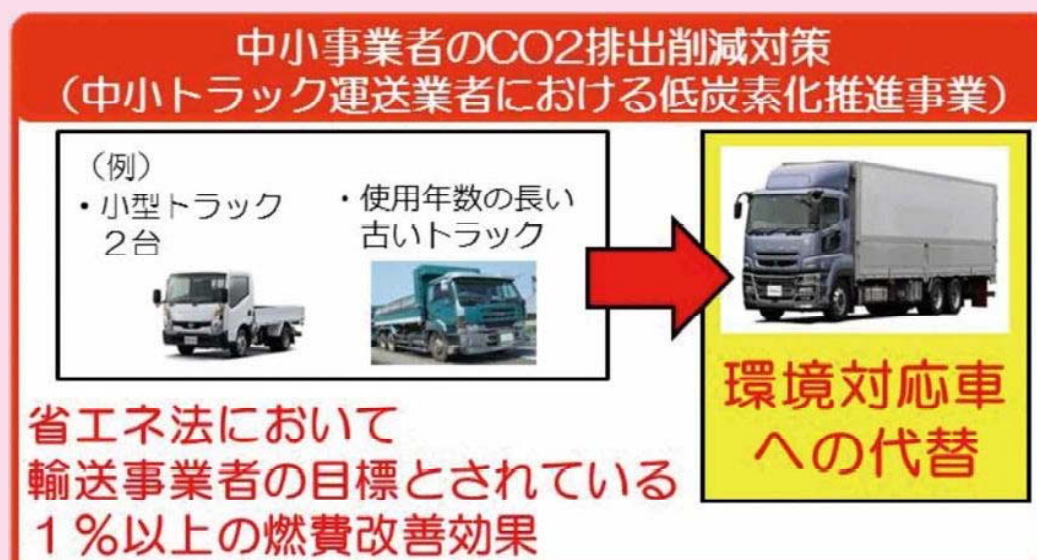 中小事業者のCO2排出削減対策
（中小トラック運送業者における低炭素化推進事業）
（例）
・小型トラック
２台
・使用年数の長い
古いトラック
環境対応車
への代替
省エネ法において
輸送事業者の目標とされている
１％以上の燃費改善効果